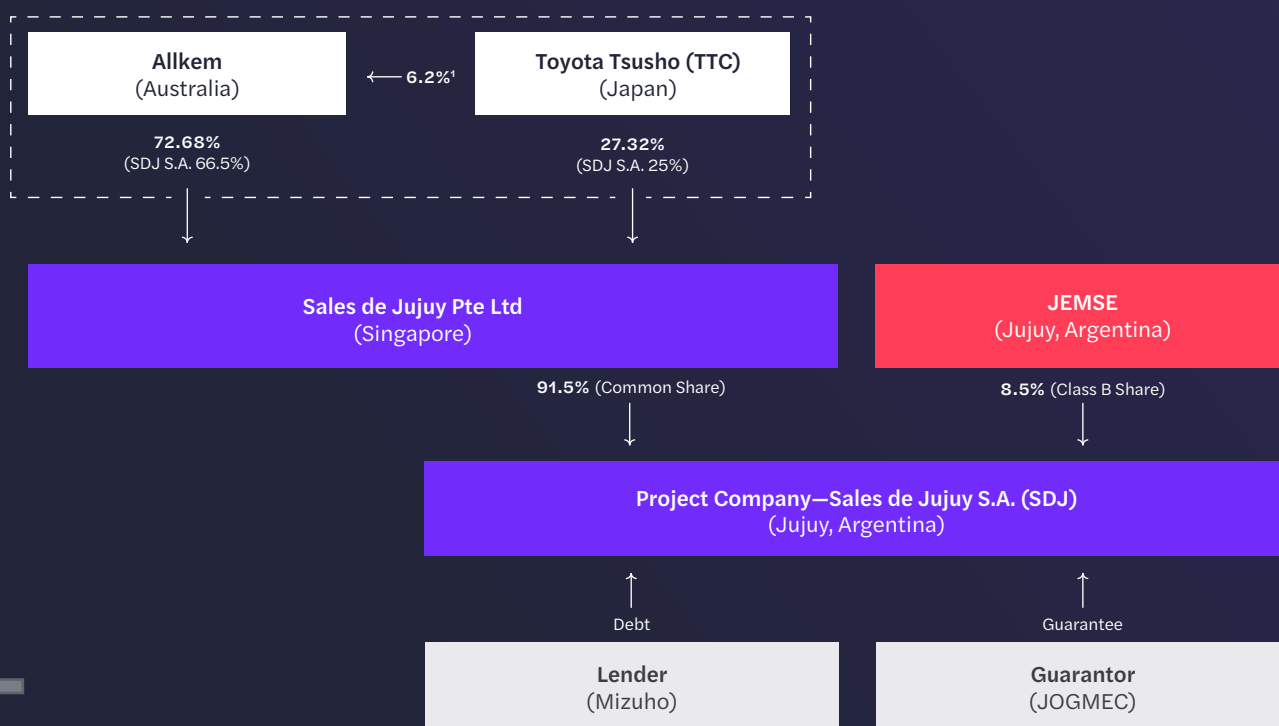 Allkem
(Australia)
6.2%¹
Toyota Tsusho (TTC)
(Japan)
72.68%
(SDJ S.A. 66.5%)
27.32%
(SDJ S.A. 25%)
Sales de Jujuy Pte Ltd
(Singapore)
JEMSE
(Jujuy, Argentina)
91.5% (Common Share)
8.5% (Class B Share)
Project Company—Sales de Jujuy S.A. (SDJ)
(Jujuy, Argentina)
Debt
Guarantee
Lender
(Mizuho)
Guarantor
(JOGMEC)